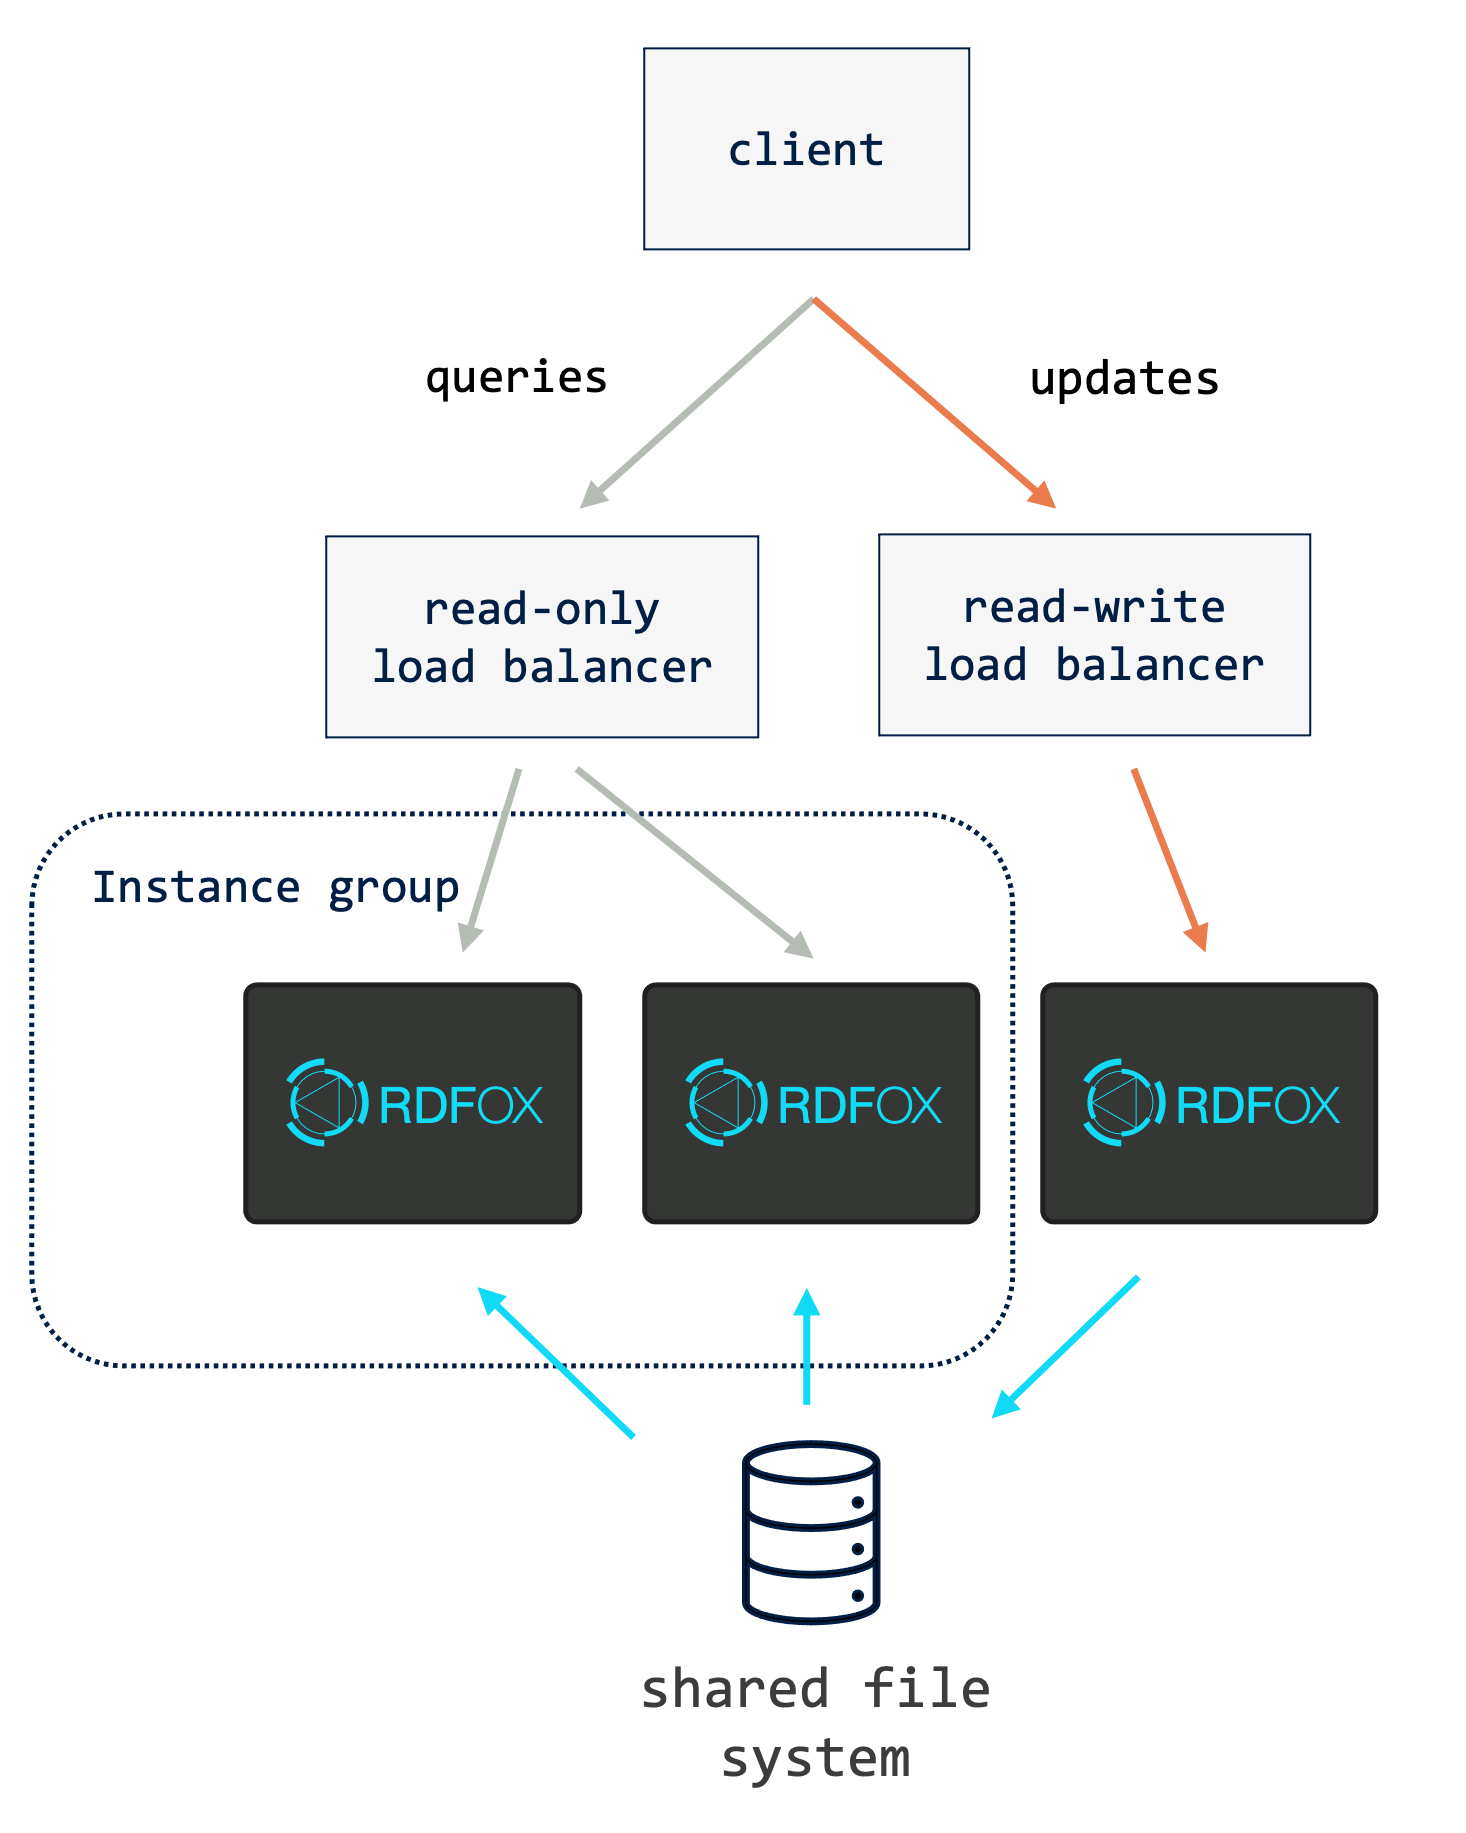 client
queries
updates
read-only
load balancer
read-write
load balancer
Instance group
RDFOX
RDFOX
RDFOX
shared file
system